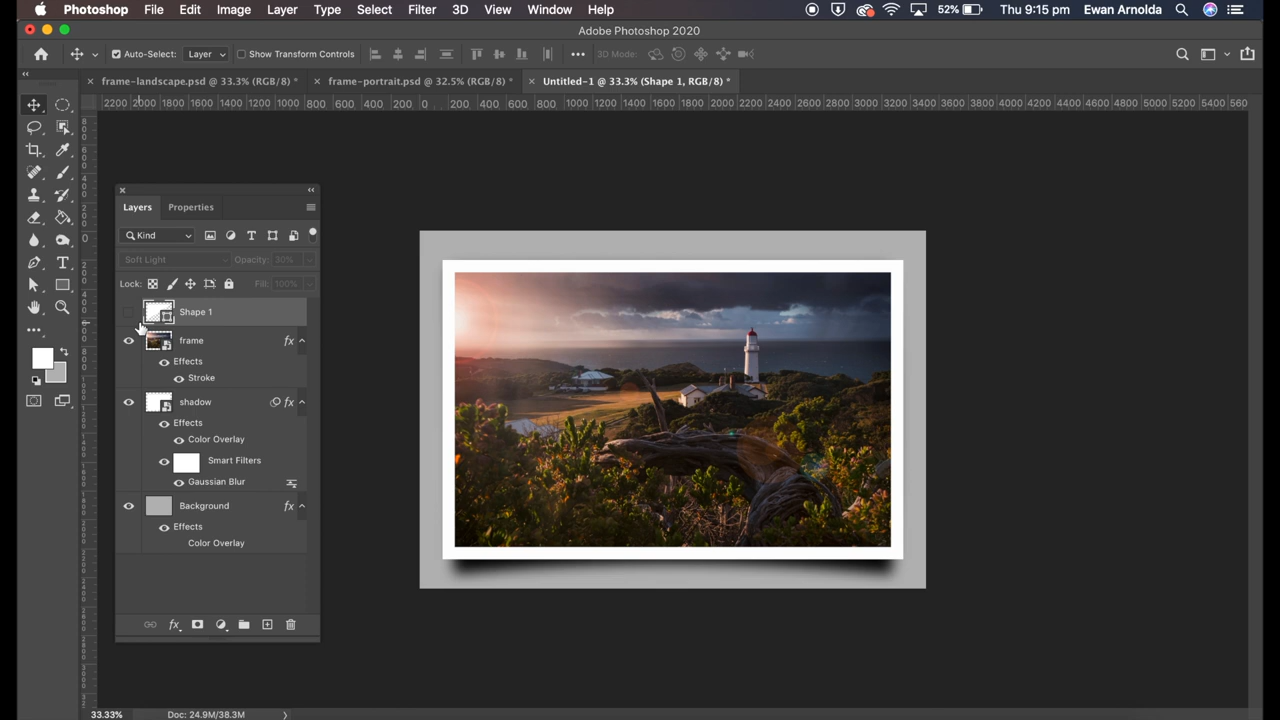 Photoshop File Edit Image Layer Type Select Filter 3D View Window Help 52% Thu 9:15 pm Ewan Arnolda
Adobe Photoshop 2020
Auto-Select: Layer Show Transform Controls 3D Mode:
frame-landscape.psd @ 33.3% (RGB/8) * frame-portrait.psd @ 32.5% (RGB/8) * Untitled-1 @ 33.3% (Shape 1, RGB/8) *
2200 2000 1800 1600 1400 1200 1000 800 600 400 200 0 200 400 600 800 1000 1200 1400 1600 1800 2000 2200 2400 2600 2800 3000 3200 3400 3600 3800 4000 4200 4400 4600 4800 5000 5200 5400 560
Layers Properties
Kind
Soft Light Opacity: 30%
Lock: Fill: 100%
Shape 1
frame fx
Effects
Stroke
shadow fx
Effects
Color Overlay
Smart Filters
Gaussian Blur
Background fx
Effects
Color Overlay
fx
33.33% Doc: 24.9M/38.3M